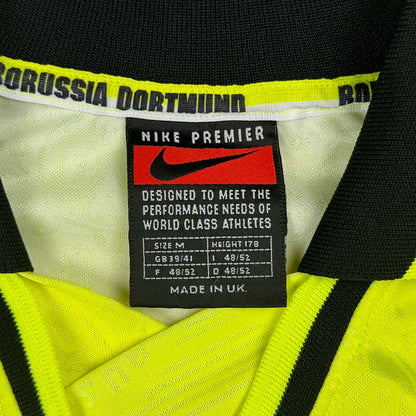 BORUSSIA DORTMUND BO
NIKE PREMIER
DESIGNED TO MEET THE
PERFORMANCE NEEDS OF
WORLD CLASS ATHLETES
SIZE M HEIGHT 178
GB 39/41 I 48/52
F 48/52 D 48/52
MADE IN U.K.